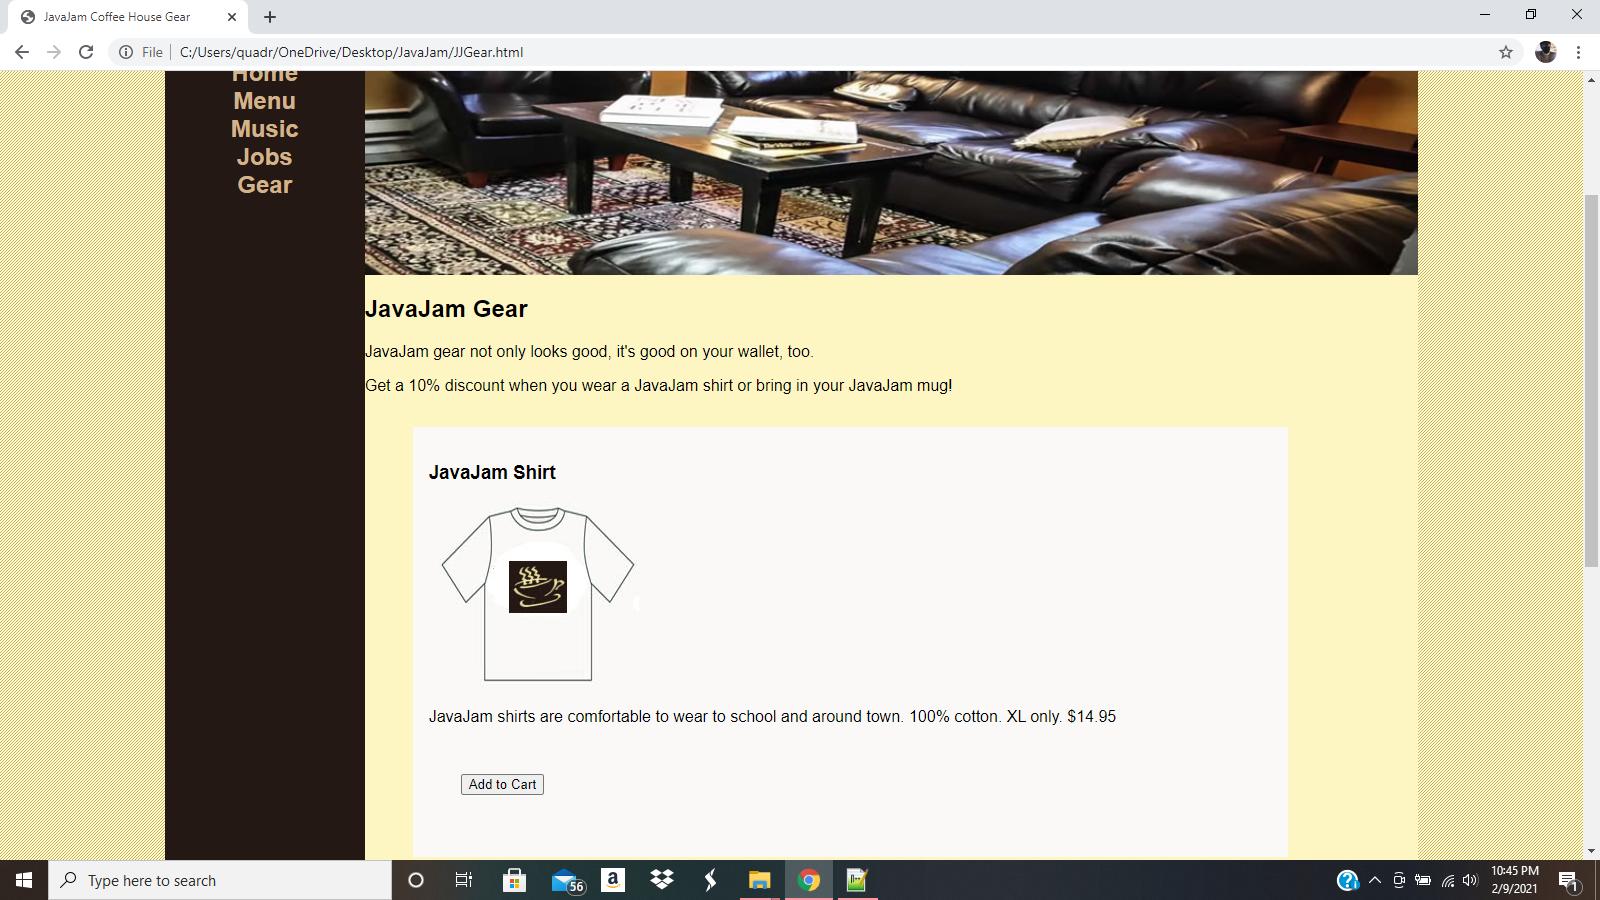 JavaJam Coffee House Gear
File
C:/Users/quadr/OneDrive/Desktop/JavaJam/JJGear.html
Home
Menu
Music
Jobs
Gear
JavaJam Gear
JavaJam gear not only looks good, it's good on your wallet, too.
Get a 10% discount when you wear a JavaJam shirt or bring in your JavaJam mug!
JavaJam Shirt
JavaJam shirts are comfortable to wear to school and around town. 100% cotton. XL only. $14.95
Add to Cart
Type here to search
56
10:45 PM
2/9/2021
1